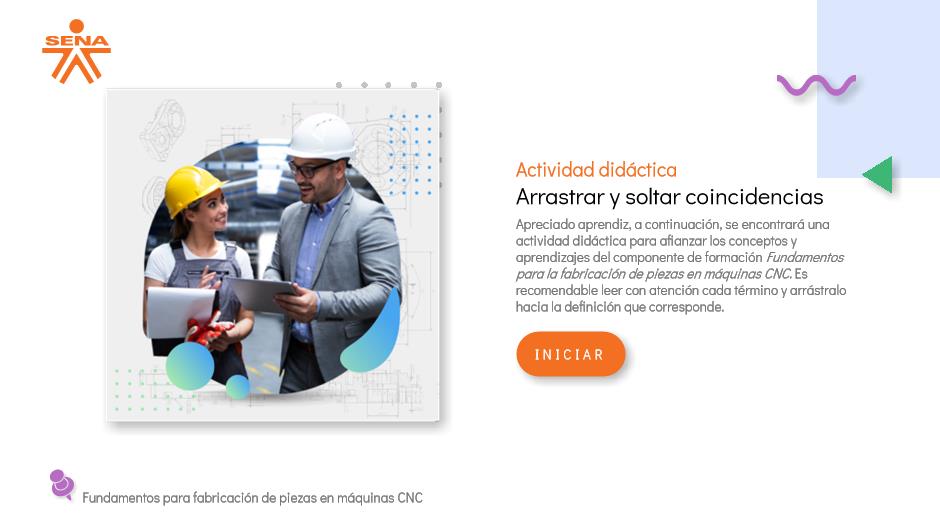 SENA
Actividad didáctica
Arrastrar y soltar coincidencias
Apreciado aprendiz, a continuación, se encontrará una
actividad didáctica para afianzar los conceptos y
aprendizajes del componente de formación Fundamentos
para la fabricación de piezas en máquinas CNC. Es
recomendable leer con atención cada término y arrástralo
hacia la definición que corresponde.
INICIAR
Fundamentos para fabricación de piezas en máquinas CNC